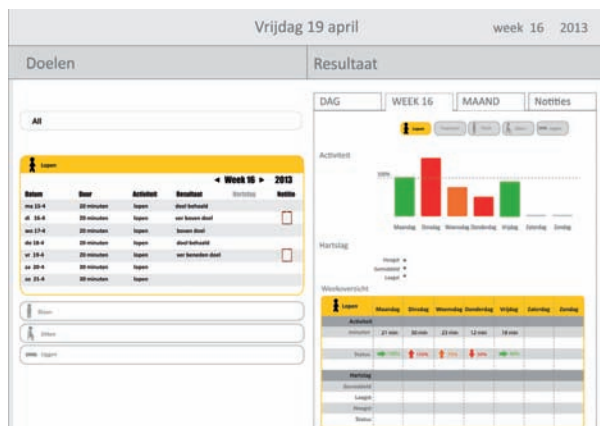 Vrijdag 19 april week 16 2013
Doelen
Resultaat
All
Lopen
◄ Week 16 ► 2013
Datum Duur Activiteit Resultaat Hartslag Notitie
ma 15-4 20 minuten lopen doel behaald
di 16-4 20 minuten lopen ver boven doel
wo 17-4 20 minuten lopen boven doel
do 18-4 20 minuten lopen doel behaald
vr 19-4 20 minuten lopen ver beneden doel
za 20-4 30 minuten lopen
zo 21-4 30 minuten lopen
Zitten
Liggen
DAG WEEK 16 MAAND Notities
Lopen
Activiteit
100%
Maandag Dinsdag Woensdag Donderdag Vrijdag Zaterdag Zondag
Hartslag
Hoogst
Gemiddeld
Laagst
Weekoverzicht
Lopen Maandag Dinsdag Woensdag Donderdag Vrijdag Zaterdag Zondag
Activiteit
minuten 21 min 30 min 23 min 12 min 18 min
Status
Hartslag
Gemiddeld
Laagst
Hoogst
Status